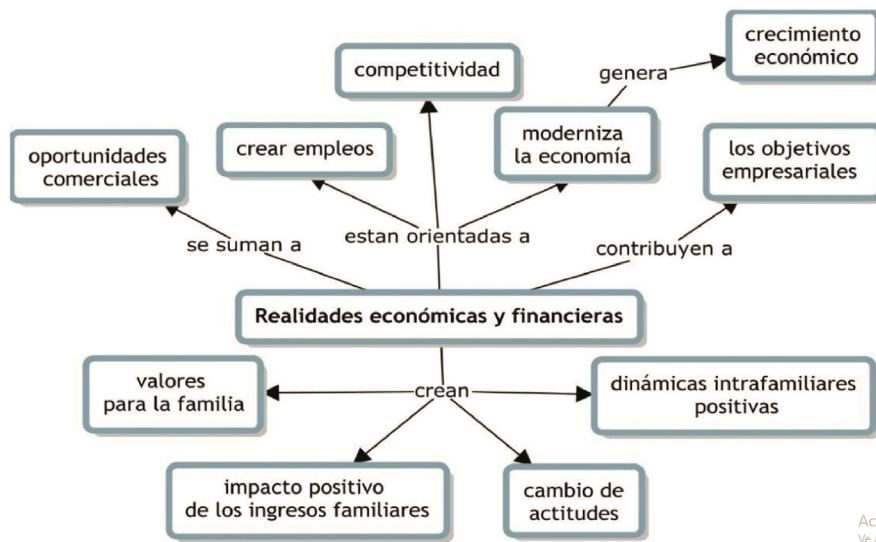 crecimiento
económico
genera
competitividad
moderniza
la economía
crear empleos
oportunidades
comerciales
los objetivos
empresariales
se suman a
estan orientadas a
contribuyen a
Realidades económicas y financieras
valores
para la familia
crean
dinámicas intrafamiliares
positivas
impacto positivo
de los ingresos familiares
cambio de
actitudes
Ac
Ve a